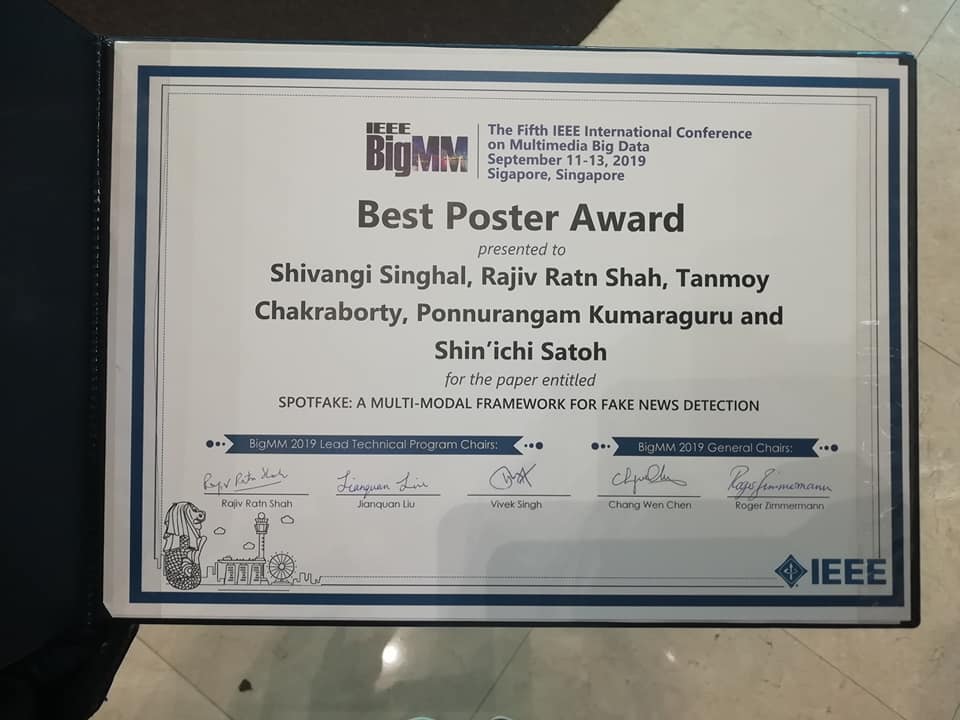 IEEE
BigMM
The Fifth IEEE International Conference
on Multimedia Big Data
September 11-13, 2019
Sigapore, Singapore
Best Poster Award
presented to
Shivangi Singhal, Rajiv Ratn Shah, Tanmoy
Chakraborty, Ponnurangam Kumaraguru and
Shin'ichi Satoh
for the paper entitled
SPOTFAKE: A MULTI-MODAL FRAMEWORK FOR FAKE NEWS DETECTION
BigMM 2019 Lead Technical Program Chairs:
BigMM 2019 General Chairs:
Rajiv Ratn Shah
Jianquan Liu
Roger Zimmermann
Rajiv Ratn Shah
Jianquan Liu
Vivek Singh
Chang Wen Chen
Roger Zimmermann
IEEE